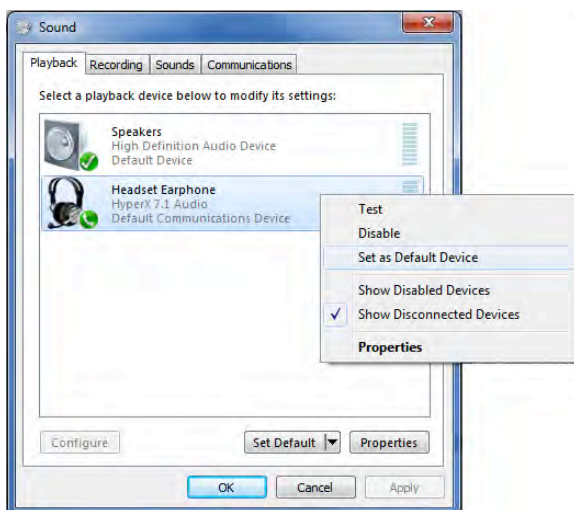 Sound
Playback Recording Sounds Communications
Select a playback device below to modify its settings:
Speakers
High Definition Audio Device
Default Device
Headset Earphone
HyperX 7.1 Audio
Default Communications Device
Test
Disable
Set as Default Device
Show Disabled Devices
Show Disconnected Devices
Properties
Configure Set Default Properties
OK Cancel Apply